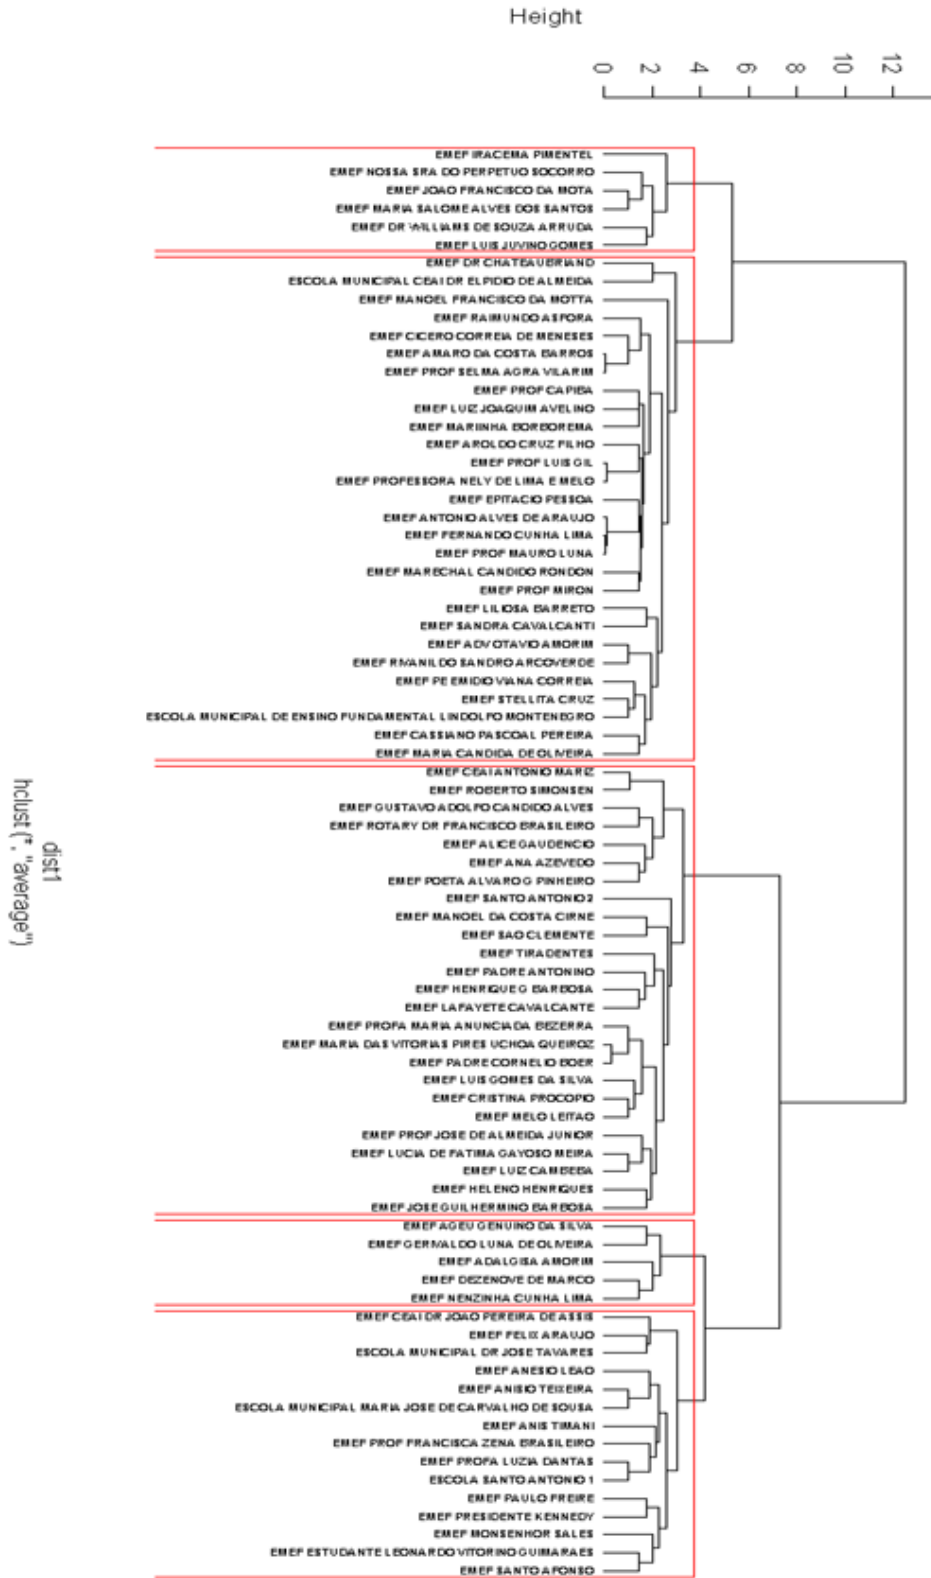 Height
0 2 4 6 8 10 12
EMEF IRACEMA PIMENTEL
EMEF NOSSA SRA DO PERPETUO SOCORRO
EMEF JOAO FRANCISCO DA MOTA
EMEF MARIA SALOME ALVES DOS SANTOS
EMEF DR WILLIAMS DE SOUZA ARRUDA
EMEF LUIS JUVINO GOMES
EMEF DR CHATEAUBRIAND
ESCOLA MUNICIPAL CEAI DR ELPIDIO DE ALMEIDA
EMEF MANOEL FRANCISCO DA MOTTA
EMEF RAIMUNDO ASFORA
EMEF CICERO CORREIA DE MENESES
EMEF AMARO DA COSTA BARROS
EMEF PROF SELMA AGRA VILARIM
EMEF PROF CAPIBA
EMEF LUIZ JOAQUIM AVELINO
EMEF MARIINHA BORBOREMA
EMEF AROLDO CRUZ FILHO
EMEF PROF LUIS GIL
EMEF PROFESSORA NELY DE LIMA E MELO
EMEF EPITACIO PESSOA
EMEF ANTONIO ALVES DE ARAUJO
EMEF FERNANDO CUNHA LIMA
EMEF PROF MAURO LUNA
EMEF MARECHAL CANDIDO RONDON
EMEF PROF MIRON
EMEF LILIOSA BARRETO
EMEF SANDRA CAVALCANTI
EMEF ADV OTAVIO AMORIM
EMEF RIVANILDO SANDRO ARCOVERDE
EMEF PE EMIDIO VIANA CORREIA
EMEF STELLITA CRUZ
ESCOLA MUNICIPAL DE ENSINO FUNDAMENTAL LINDOLFO MONTENEGRO
EMEF CASSIANO PASCOAL PEREIRA
EMEF MARIA CANDIDA DE OLIVEIRA
EMEF CEAI ANTONIO MARIZ
EMEF ROBERTO SIMONSEN
EMEF GUSTAVO ADOLFO CANDIDO ALVES
EMEF ROTARY DR FRANCISCO BRASILEIRO
EMEF ALICE GAUDENCIO
EMEF ANA AZEVEDO
EMEF POETA ALVARO G PINHEIRO
EMEF SANTO ANTONIO 2
EMEF MANOEL DA COSTA CIRNE
EMEF SAO CLEMENTE
EMEF TIRADENTES
EMEF PADRE ANTONINO
EMEF HENRIQUE G BARBOSA
EMEF LAFAYETE CAVALCANTE
EMEF PROFA MARIA ANUNCIADA BEZERRA
EMEF MARIA DAS VITORIAS PIRES UCHOA QUEIROZ
EMEF PADRE CORNELIO BOER
EMEF LUIS GOMES DA SILVA
EMEF CRISTINA PROCOPIO
EMEF MELO LEITAO
EMEF PROF JOSE DE ALMEIDA JUNIOR
EMEF LUCIA DE FATIMA GAYOSO MEIRA
EMEF LUIZ CAMBEBA
EMEF HELENO HENRIQUES
EMEF JOSE GUILHERMINO BARBOSA
EMEF AGEU GENUINO DA SILVA
EMEF GERIVALDO LUNA DE OLIVEIRA
EMEF ADALGISA AMORIM
EMEF DEZENOVE DE MARCO
EMEF NENZINHA CUNHA LIMA
EMEF CEAI DR JOAO PEREIRA DE ASSIS
EMEF FELIX ARAUJO
ESCOLA MUNICIPAL DR JOSE TAVARES
EMEF ANESIO LEAO
EMEF ANISIO TEIXEIRA
ESCOLA MUNICIPAL MARIA JOSE DE CARVALHO DE SOUSA
EMEF ANIS TIMANI
EMEF PROF FRANCISCA ZENA BRASILEIRO
EMEF PROFA LUZIA DANTAS
ESCOLA SANTO ANTONIO 1
EMEF PAULO FREIRE
EMEF PRESIDENTE KENNEDY
EMEF MONSENHOR SALES
EMEF ESTUDANTE LEONARDO VITORINO GUIMARAES
EMEF SANTO AFONSO
dist1
hclust (*, "average")